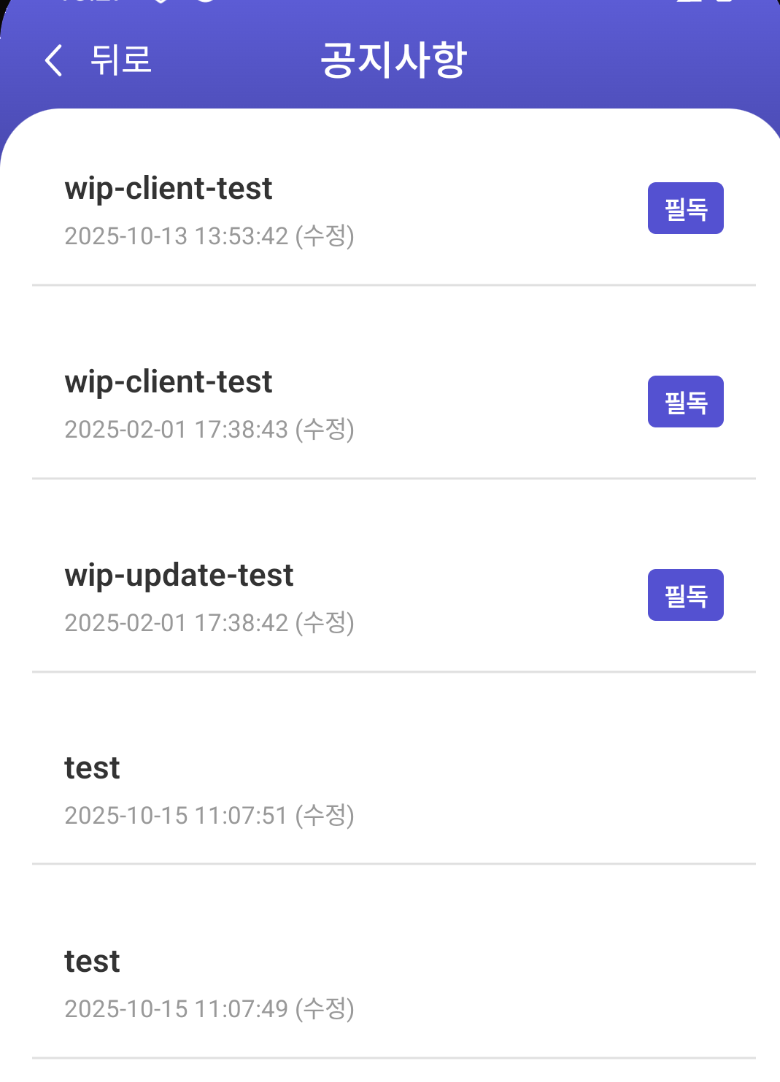 뒤로
공지사항
wip-client-test
필독
2025-10-13 13:53:42 (수정)
wip-client-test
필독
2025-02-01 17:38:43 (수정)
wip-update-test
필독
2025-02-01 17:38:42 (수정)
test
2025-10-15 11:07:51 (수정)
test
2025-10-15 11:07:49 (수정)